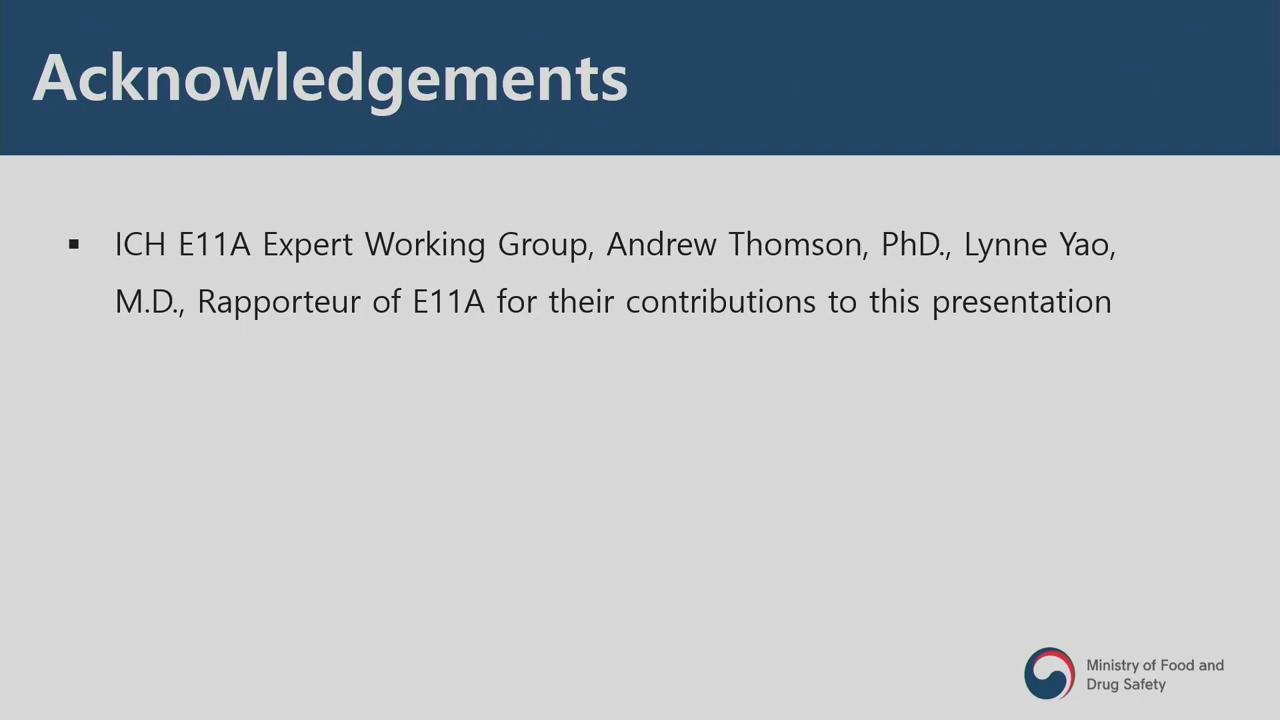 Acknowledgements
▪ ICH E11A Expert Working Group, Andrew Thomson, PhD., Lynne Yao,
M.D., Rapporteur of E11A for their contributions to this presentation
Ministry of Food and
Drug Safety